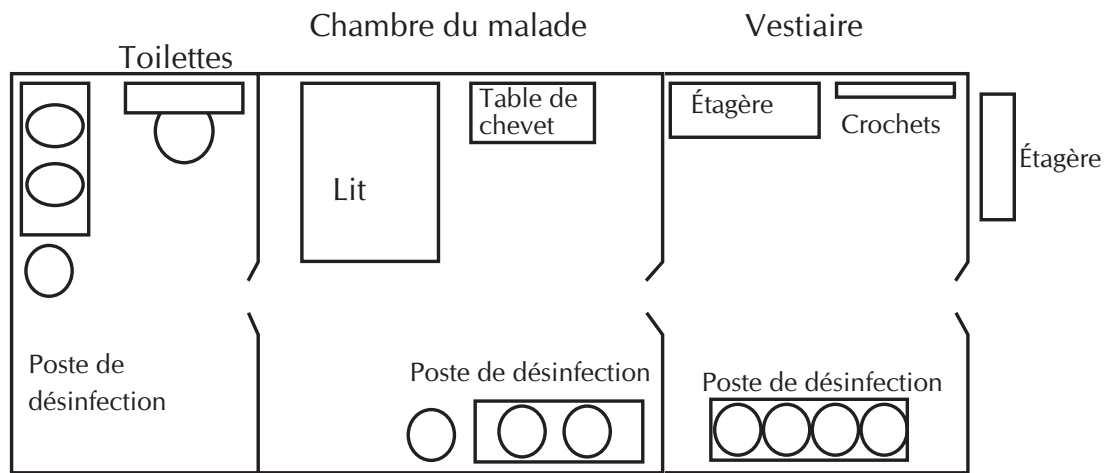 Chambre du malade
Vestiaire
Toilettes
Table de
chevet
Étagère
Crochets
Étagère
Lit
Poste de
désinfection
Poste de désinfection
Poste de désinfection